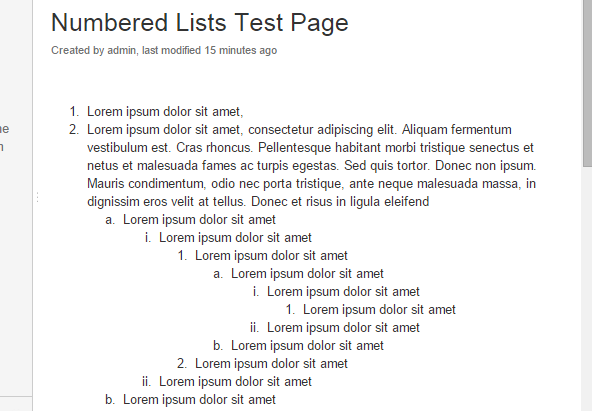 Numbered Lists Test Page
Created by admin, last modified 15 minutes ago
1. Lorem ipsum dolor sit amet,
2. Lorem ipsum dolor sit amet, consectetur adipiscing elit. Aliquam fermentum
vestibulum est. Cras rhoncus. Pellentesque habitant morbi tristique senectus et
netus et malesuada fames ac turpis egestas. Sed quis tortor. Donec non ipsum.
Mauris condimentum, odio nec porta tristique, ante neque malesuada massa, in
dignissim eros velit at tellus. Donec et risus in ligula eleifend
a. Lorem ipsum dolor sit amet
i. Lorem ipsum dolor sit amet
1. Lorem ipsum dolor sit amet
a. Lorem ipsum dolor sit amet
i. Lorem ipsum dolor sit amet
1. Lorem ipsum dolor sit amet
ii. Lorem ipsum dolor sit amet
b. Lorem ipsum dolor sit amet
2. Lorem ipsum dolor sit amet
ii. Lorem ipsum dolor sit amet
b. Lorem ipsum dolor sit amet